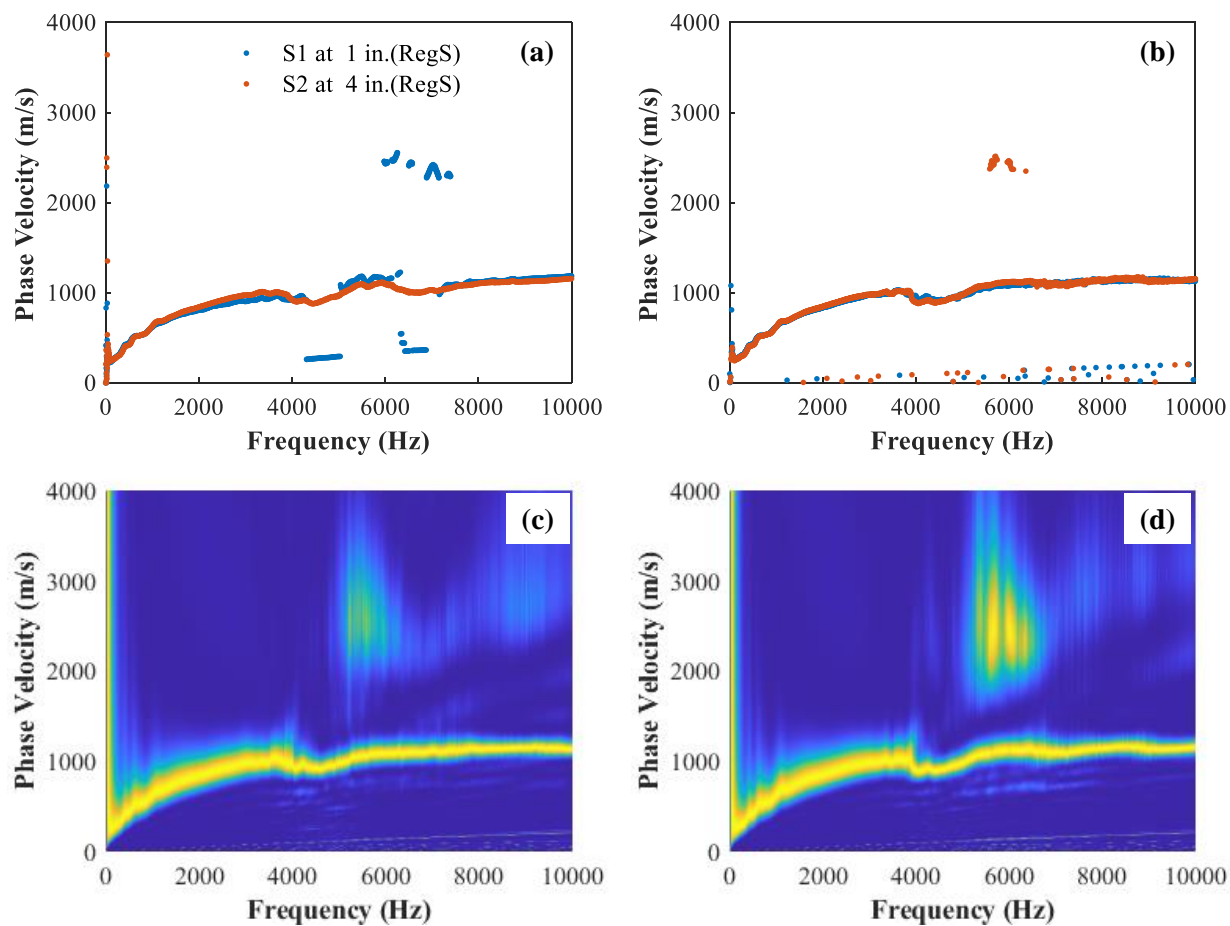 4000
3000
2000
1000
0
0 2000 4000 6000 8000 10000
Phase Velocity (m/s)
Frequency (Hz)
S1 at 1 in.(RegS)
S2 at 4 in.(RegS)
(a)
4000
3000
2000
1000
0
0 2000 4000 6000 8000 10000
Phase Velocity (m/s)
Frequency (Hz)
(b)
4000
3000
2000
1000
0
0 2000 4000 6000 8000 10000
Phase Velocity (m/s)
Frequency (Hz)
(c)
4000
3000
2000
1000
0
0 2000 4000 6000 8000 10000
Phase Velocity (m/s)
Frequency (Hz)
(d)